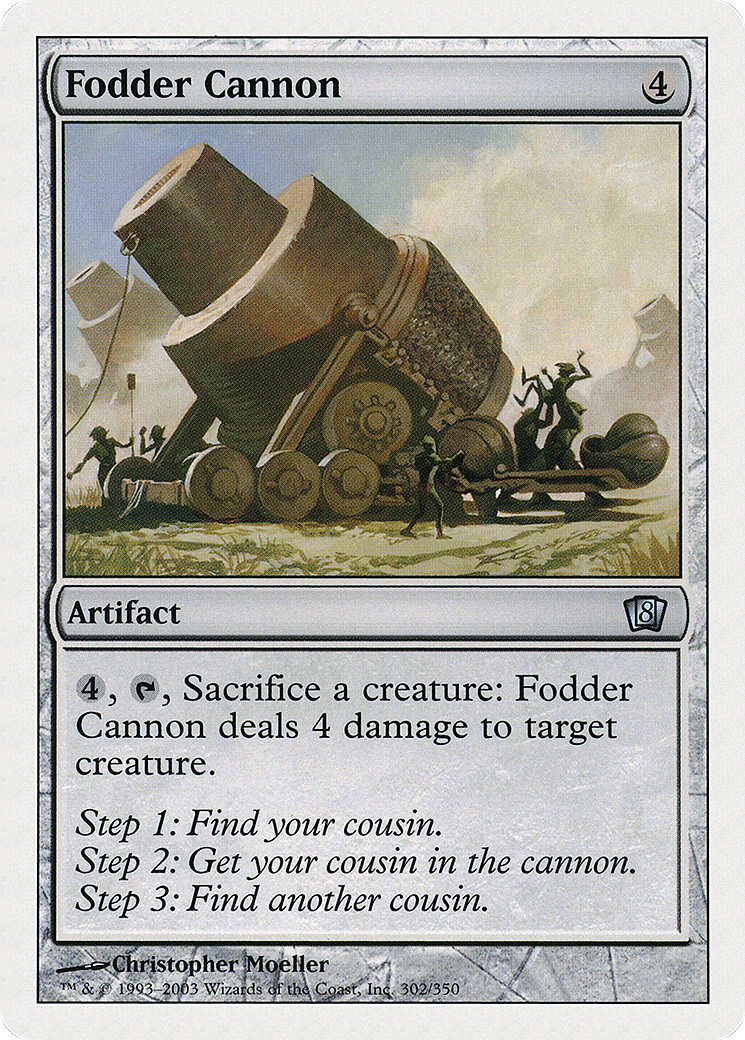 Fodder Cannon 4
Artifact 8
4, , Sacrifice a creature: Fodder
Cannon deals 4 damage to target
creature.
Step 1: Find your cousin.
Step 2: Get your cousin in the cannon.
Step 3: Find another cousin.
Christopher Moeller
™ & © 1993–2003 Wizards of the Coast, Inc. 302/350